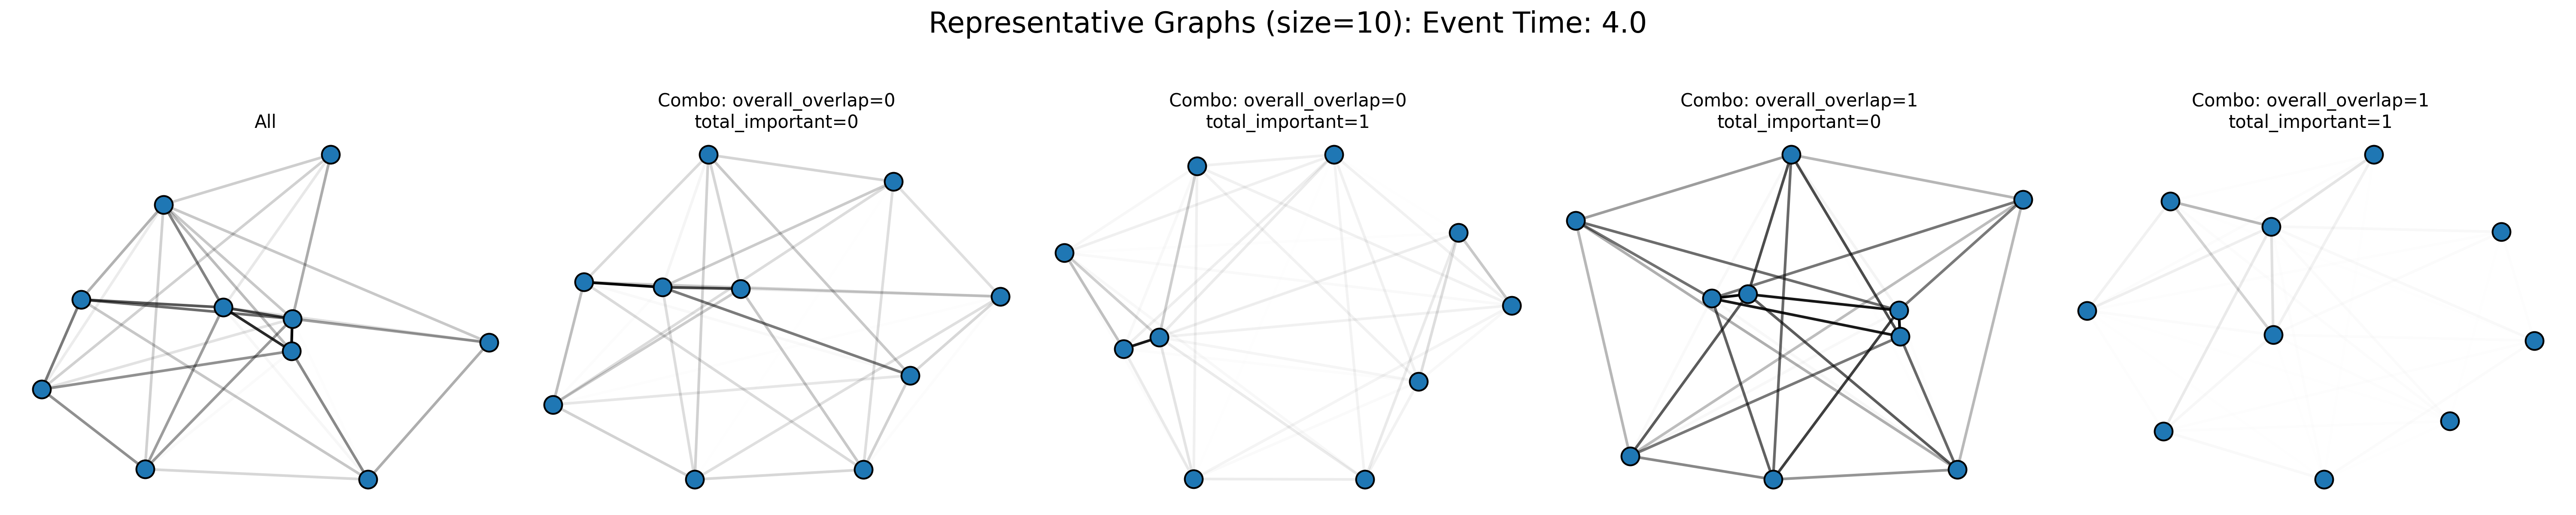 Representative Graphs (size=10): Event Time: 4.0
All
Combo: overall_overlap=0
total_important=0
Combo: overall_overlap=0
total_important=1
Combo: overall_overlap=1
total_important=0
Combo: overall_overlap=1
total_important=1